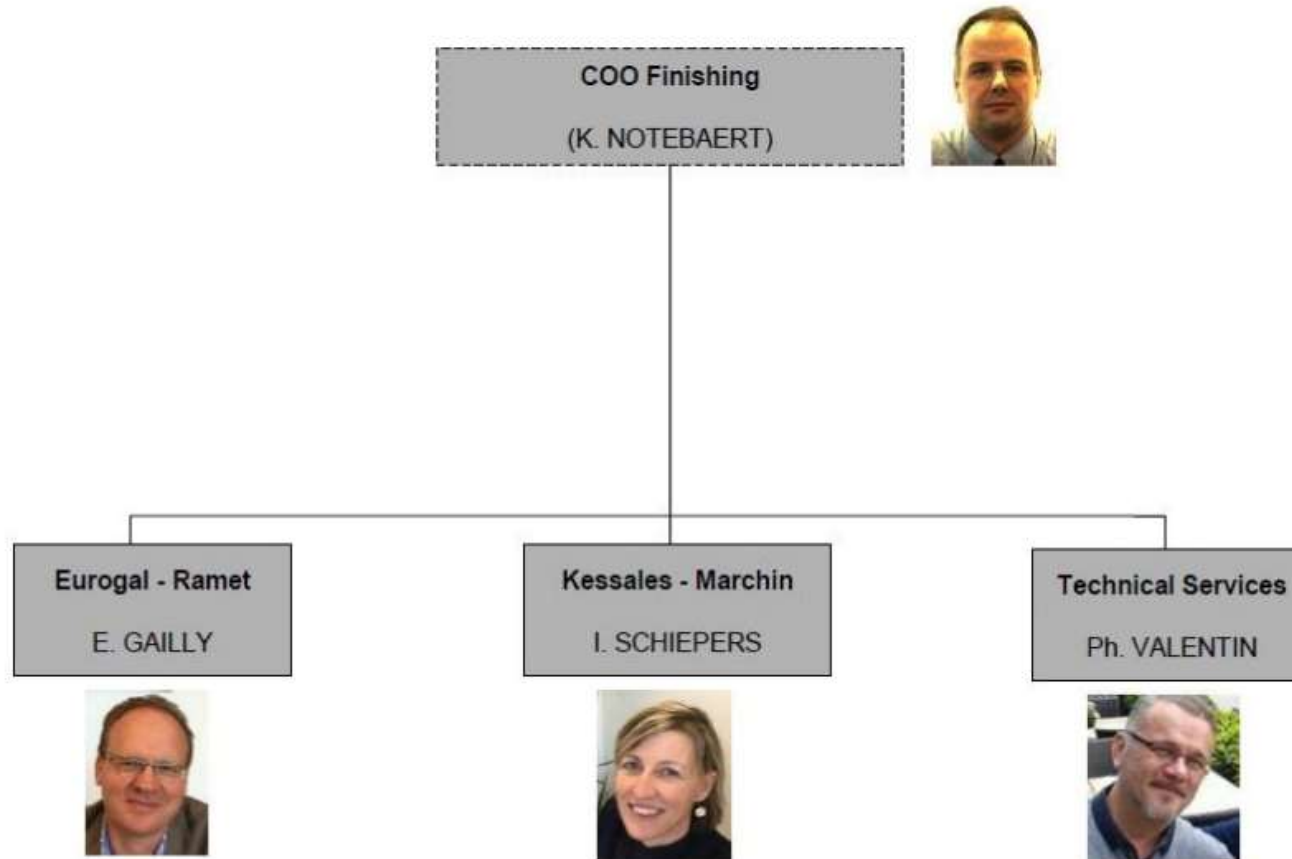 COO Finishing
(K. NOTEBAERT)
Eurogal - Ramet
E. GAILLY
Kessales - Marchin
I. SCHIEPERS
Technical Services
Ph. VALENTIN